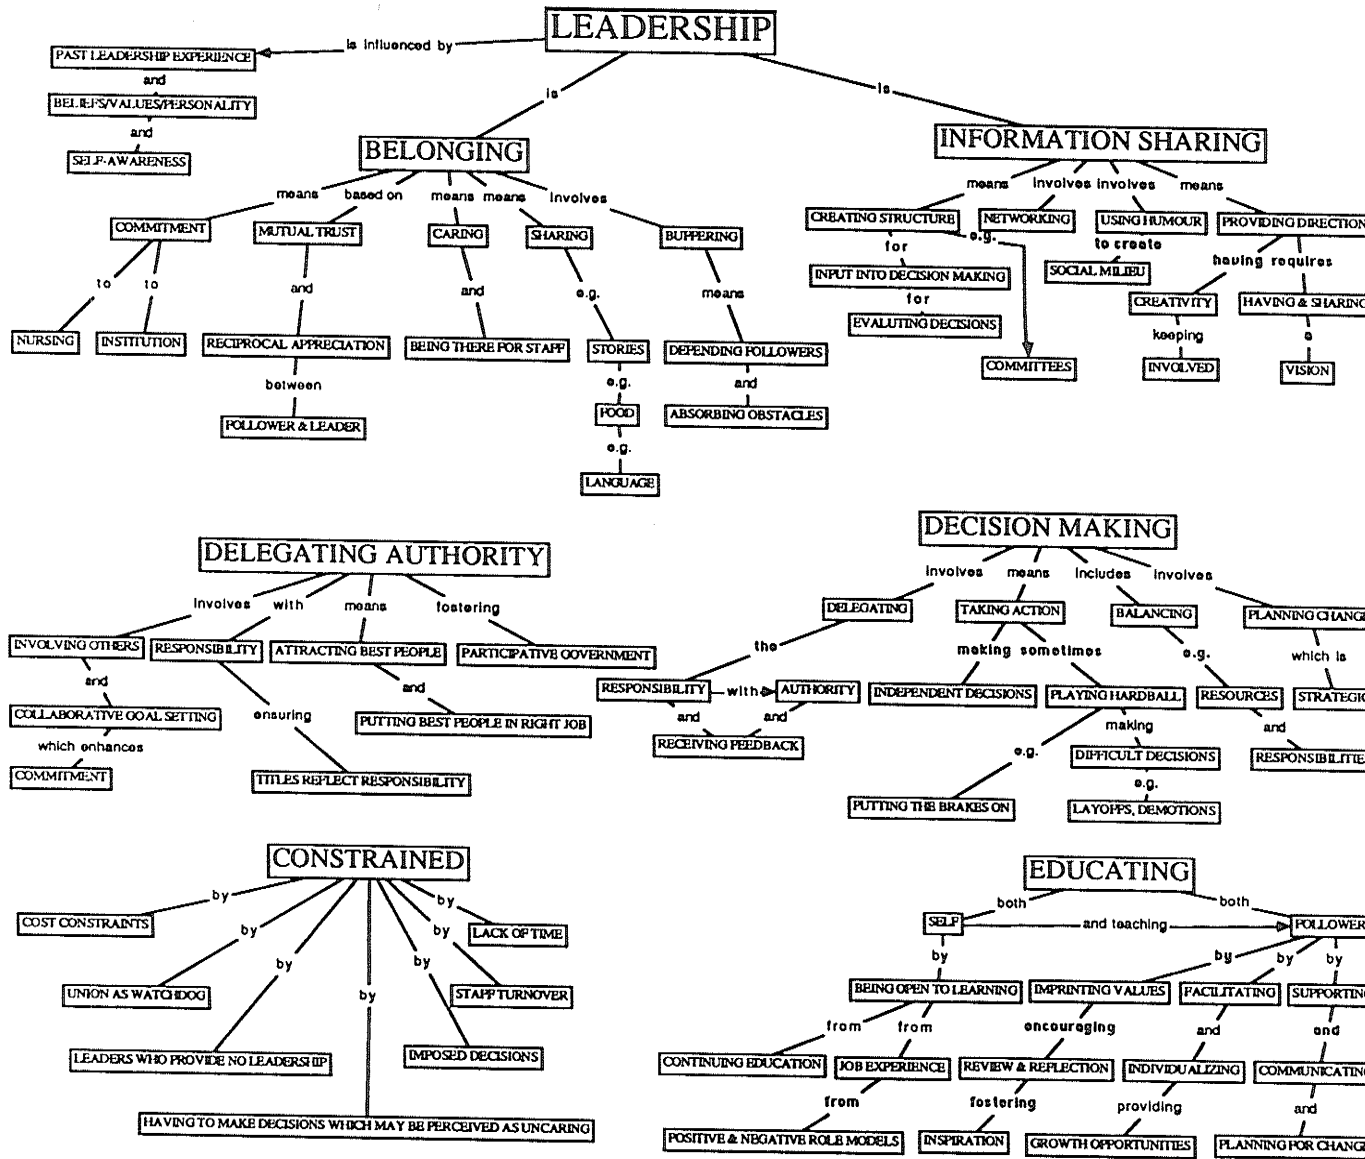 LEADERSHIP
is influenced by
PAST LEADERSHIP EXPERIENCE
and
BELIEFS/VALUES/PERSONALITY
and
SELF-AWARENESS
is
is
BELONGING
means
based on
means
means
involves
COMMITMENT
MUTUAL TRUST
CARING
SHARING
BUFFERING
to
to
and
and
e.g.
means
NURSING
INSTITUTION
RECIPROCAL APPRECIATION
BEING THERE FOR STAFF
STORIES
DEFENDING FOLLOWERS
between
e.g.
and
FOLLOWER & LEADER
FOOD
ABSORBING OBSTACLES
e.g.
LANGUAGE
INFORMATION SHARING
means
involves
involves
means
CREATING STRUCTURE
NETWORKING
USING HUMOUR
PROVIDING DIRECTION
for
e.g.
to create
having requires
INPUT INTO DECISION MAKING
SOCIAL MILIEU
for
CREATIVITY
HAVING & SHARING
EVALUTING DECISIONS
keeping
a
COMMITTEES
INVOLVED
VISION
DELEGATING AUTHORITY
involves
with
means
fostering
INVOLVING OTHERS
RESPONSIBILITY
ATTRACTING BEST PEOPLE
PARTICIPATIVE GOVERNMENT
and
ensuring
and
COLLABORATIVE GOAL SETTING
PUTTING BEST PEOPLE IN RIGHT JOB
which enhances
COMMITMENT
TITLES REFLECT RESPONSIBILITY
DECISION MAKING
involves
means
includes
involves
DELEGATING
TAKING ACTION
BALANCING
PLANNING CHANGE
the
making sometimes
e.g.
which is
RESPONSIBILITY
with
AUTHORITY
INDEPENDENT DECISIONS
PLAYING HARDBALL
RESOURCES
STRATEGIC
and
and
making
and
RECEIVING FEEDBACK
e.g.
DIFFICULT DECISIONS
RESPONSIBILITIE
e.g.
PUTTING THE BRAKES ON
LAYOFFS, DEMOTIONS
CONSTRAINED
by
by
by
by
by
by
by
COST CONSTRAINTS
LACK OF TIME
UNION AS WATCHDOG
STAFF TURNOVER
LEADERS WHO PROVIDE NO LEADERSHIP
IMPOSED DECISIONS
HAVING TO MAKE DECISIONS WHICH MAY BE PERCEIVED AS UNCARING
EDUCATING
both
both
SELF
and teaching
FOLLOWER
by
by
by
by
BEING OPEN TO LEARNING
IMPRINTING VALUES
FACILITATING
SUPPORTING
from
from
encouraging
and
and
CONTINUING EDUCATION
JOB EXPERIENCE
REVIEW & REFLECTION
INDIVIDUALIZING
COMMUNICATING
from
fostering
providing
and
POSITIVE & NEGATIVE ROLE MODELS
INSPIRATION
GROWTH OPPORTUNITIES
PLANNING FOR CHANGE